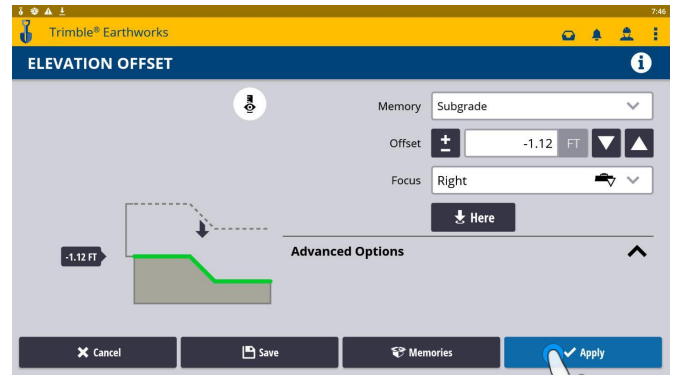 7:46
Trimble® Earthworks
ELEVATION OFFSET
Memory Subgrade
Offset -1.12 FT
Focus Right
Here
Advanced Options
-1.12 FT
Cancel Save Memories Apply